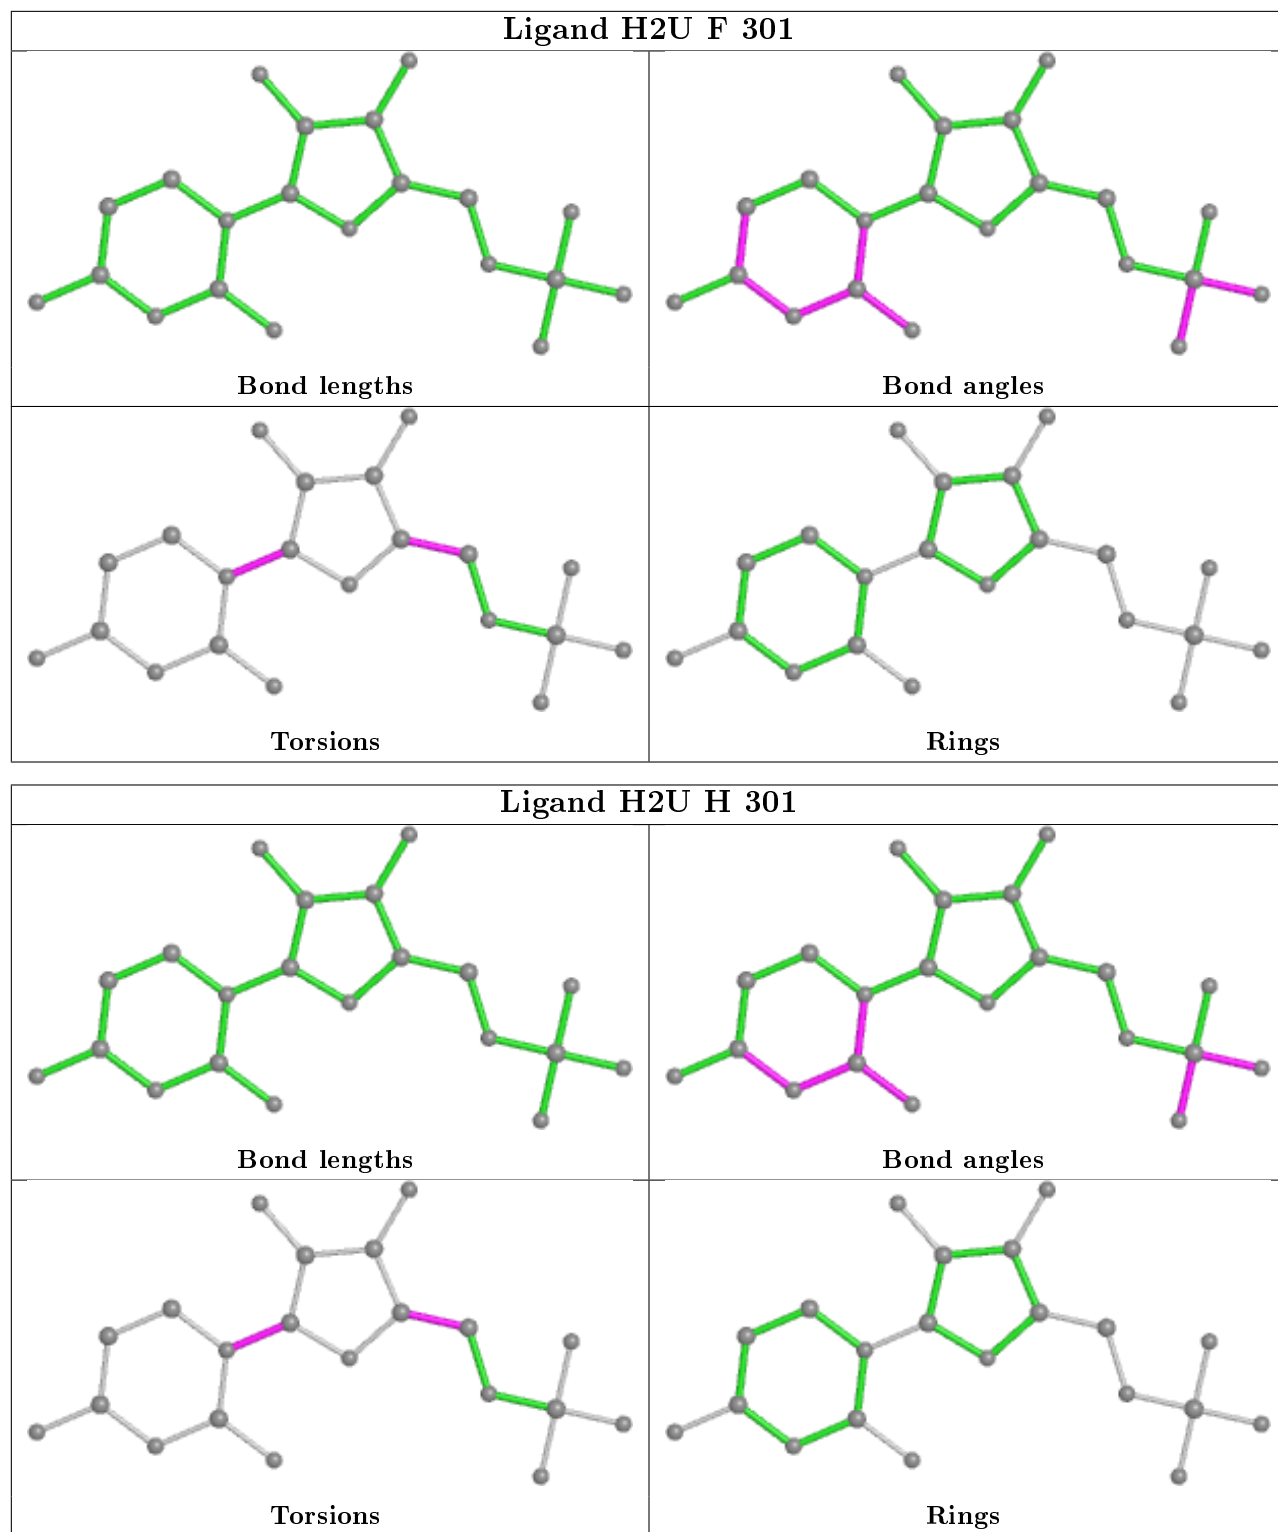 Ligand H2U F 301
Bond lengths
Bond angles
Torsions
Rings
Ligand H2U H 301
Bond lengths
Bond angles
Torsions
Rings